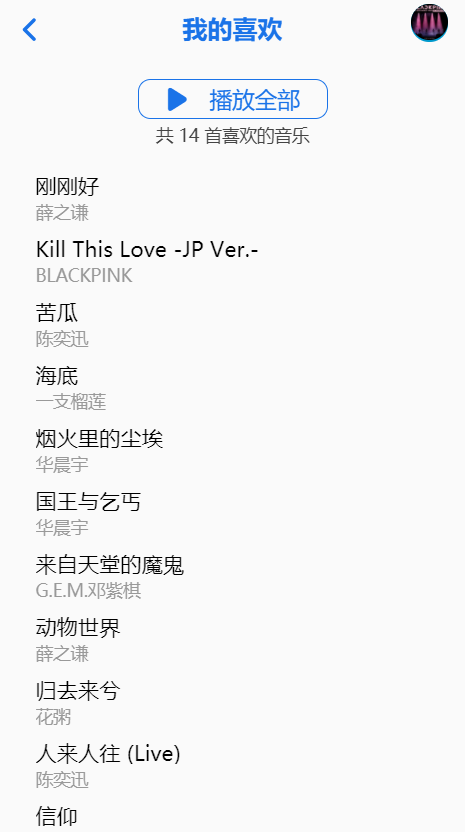 我的喜欢
播放全部
共 14 首喜欢的音乐
刚刚好
薛之谦
Kill This Love -JP Ver.-
BLACKPINK
苦瓜
陈奕迅
海底
一支榴莲
烟火里的尘埃
华晨宇
国王与乞丐
华晨宇
来自天堂的魔鬼
G.E.M.邓紫棋
动物世界
薛之谦
归去来兮
花粥
人来人往 (Live)
陈奕迅
信仰